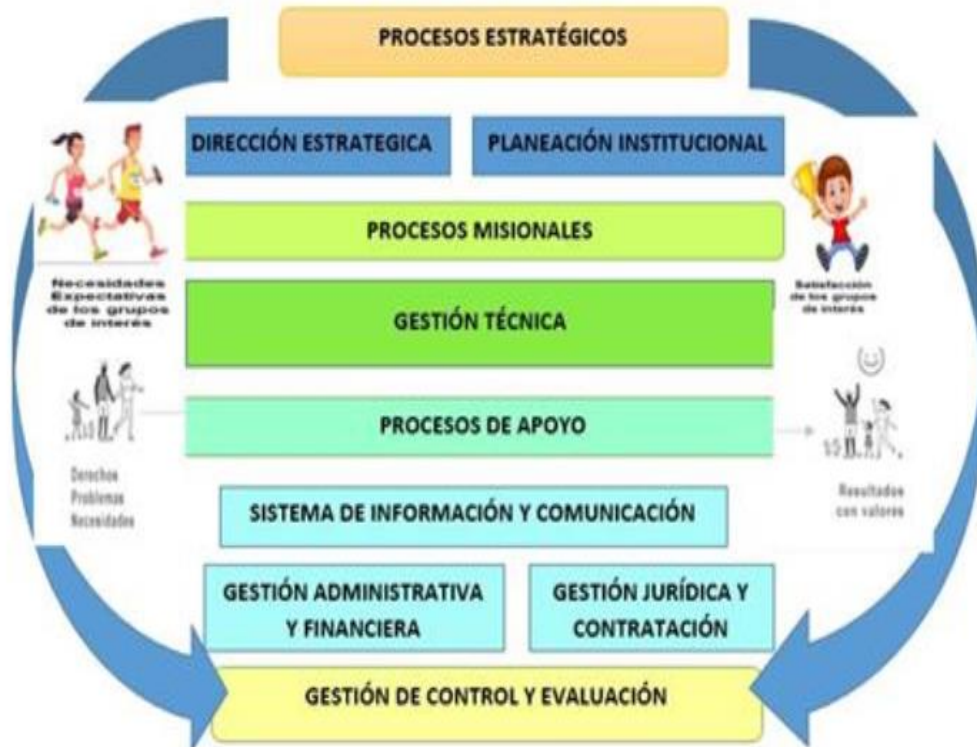 PROCESOS ESTRATÉGICOS
DIRECCIÓN ESTRATEGICA
PLANEACIÓN INSTITUCIONAL
PROCESOS MISIONALES
Necesidades
Expectativas
de los grupos
de interés
Satisfacción
de los grupos
de interés
GESTIÓN TÉCNICA
PROCESOS DE APOYO
Derechos
Problemas
Necesidades
Resultados
con valores
SISTEMA DE INFORMACIÓN Y COMUNICACIÓN
GESTIÓN ADMINISTRATIVA
Y FINANCIERA
GESTIÓN JURÍDICA Y
CONTRATACIÓN
GESTIÓN DE CONTROL Y EVALUACIÓN